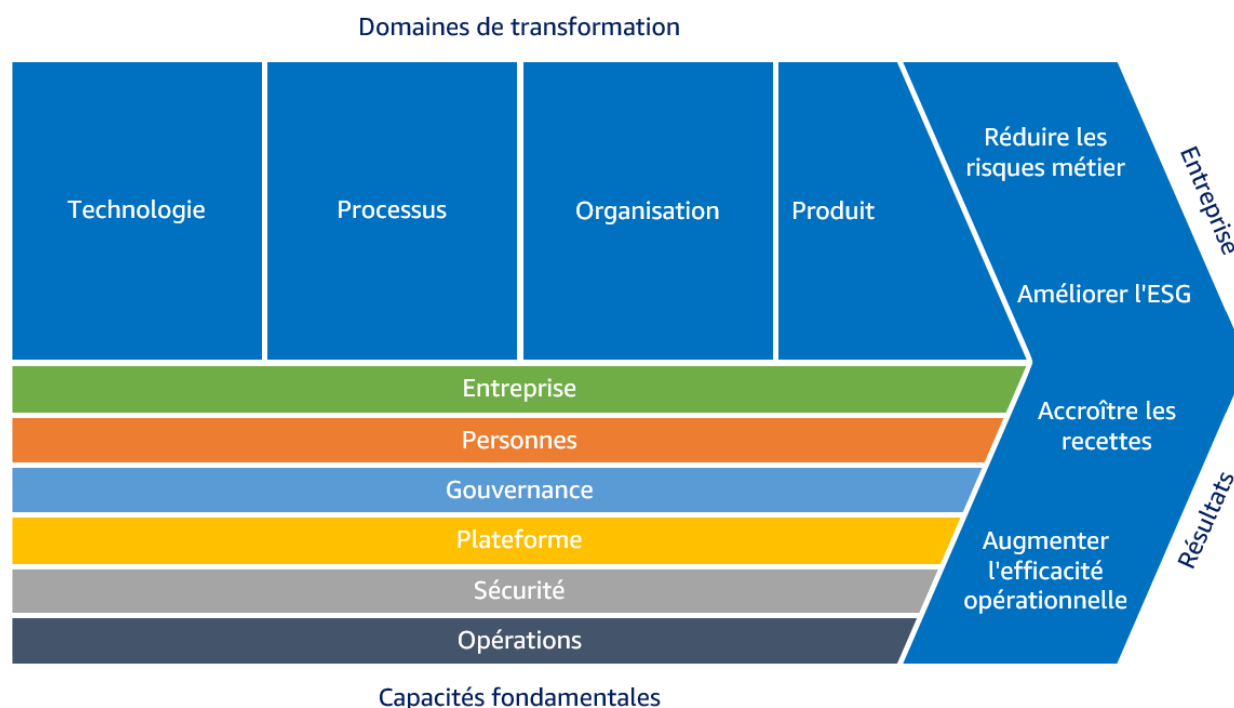 Domaines de transformation
Technologie
Processus
Organisation
Produit
Réduire les
risques métier
Améliorer l'ESG
Accroître les
recettes
Augmenter
l'efficacité
opérationnelle
Entreprise
Résultats
Entreprise
Personnes
Gouvernance
Plateforme
Sécurité
Opérations
Capacités fondamentales